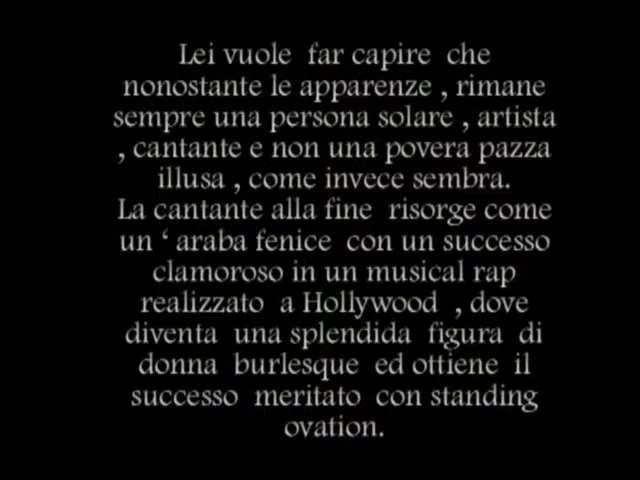 Lei vuole far capire che
nonostante le apparenze , rimane
sempre una persona solare , artista
, cantante e non una povera pazza
illusa , come invece sembra.
La cantante alla fine risorge come
un ‘ araba fenice con un successo
clamoroso in un musical rap
realizzato a Hollywood , dove
diventa una splendida figura di
donna burlesque ed ottiene il
successo meritato con standing
ovation.